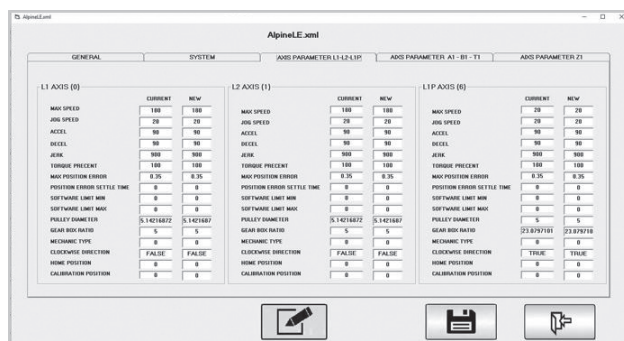 AlpineLE.xml
AlpineLE.xml
GENERAL SYSTEM AXIS PARAMETER L1-L2-L1P AXIS PARAMETER A1 - B1 - T1 AXIS PARAMETER Z1
L1 AXIS (0)
CURRENT NEW
MAX SPEED 180 180
JOG SPEED 20 20
ACCEL 90 90
DECEL 90 90
JERK 900 900
TORQUE PRECENT 100 100
MAX POSITION ERROR 0.35 0.35
POSITION ERROR SETTLE TIME 0 0
SOFTWARE LIMIT MIN 0 0
SOFTWARE LIMIT MAX 0 0
PULLEY DIAMETER 5.14216872 5.1421687
GEAR BOX RATIO 5 5
MECHANIC TYPE 0 0
CLOCKWISE DIRECTION FALSE FALSE
HOME POSITION 0 0
CALIBRATION POSITION 0 0
L2 AXIS (1)
CURRENT NEW
MAX SPEED 180 180
JOG SPEED 20 20
ACCEL 90 90
DECEL 90 90
JERK 900 900
TORQUE PRECENT 100 100
MAX POSITION ERROR 0.35 0.35
POSITION ERROR SETTLE TIME 0 0
SOFTWARE LIMIT MIN 0 0
SOFTWARE LIMIT MAX 0 0
PULLEY DIAMETER 5.14216872 5.1421687
GEAR BOX RATIO 5 5
MECHANIC TYPE 0 0
CLOCKWISE DIRECTION FALSE FALSE
HOME POSITION 0 0
CALIBRATION POSITION 0 0
L1P AXIS (6)
CURRENT NEW
MAX SPEED 20 20
JOG SPEED 20 20
ACCEL 90 90
DECEL 90 90
JERK 900 900
TORQUE PRECENT 100 100
MAX POSITION ERROR 0.35 0.35
POSITION ERROR SETTLE TIME 0 0
SOFTWARE LIMIT MIN 0 0
SOFTWARE LIMIT MAX 0 0
PULLEY DIAMETER 5 5
GEAR BOX RATIO 23.0797101 23.079710
MECHANIC TYPE 0 0
CLOCKWISE DIRECTION TRUE TRUE
HOME POSITION 0 0
CALIBRATION POSITION 0 0